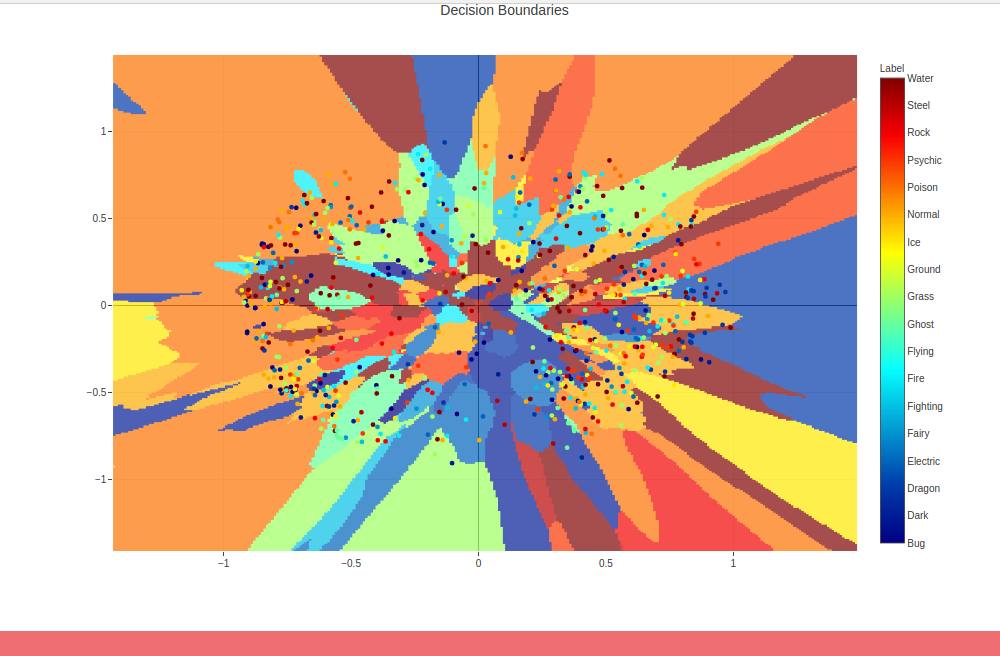 Decision Boundaries
Label
Water
Steel
Rock
Psychic
Poison
Normal
Ice
Ground
Grass
Ghost
Flying
Fire
Fighting
Fairy
Electric
Dragon
Dark
Bug
1
0.5
0
−0.5
−1
−1
−0.5
0
0.5
1